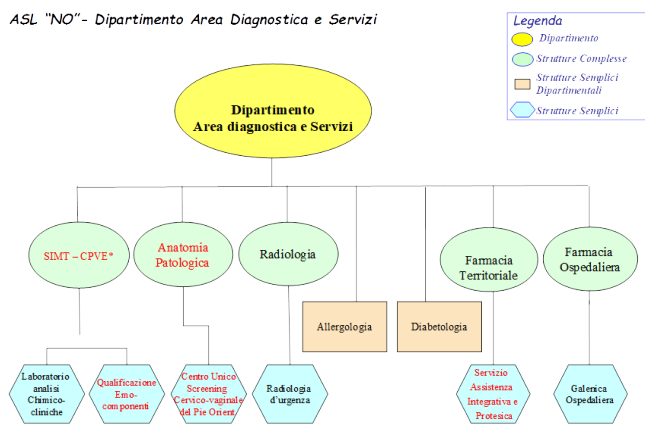 ASL “NO”- Dipartimento Area Diagnostica e Servizi
Legenda
Dipartimento
Strutture Complesse
Strutture Semplici
Dipartimentali
Strutture Semplici
Dipartimento
Area diagnostica e Servizi
SIMT – CPVE*
Anatomia
Patologica
Radiologia
Farmacia
Territoriale
Farmacia
Ospedaliera
Allergologia
Diabetologia
Laboratorio
analisi
Chimico-
cliniche
Qualificazione
Emo-
componenti
Centro Unico
Screening
Cervico-vaginale
del Pie Orient.
Radiologia
d’urgenza
Servizio
Assistenza
Integrativa e
Protesica
Galenica
Ospedaliera